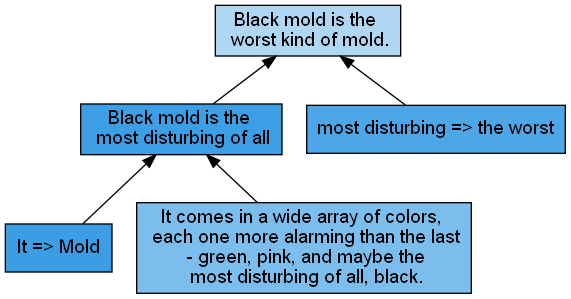 Black mold is the
worst kind of mold.
Black mold is the
most disturbing of all
most disturbing => the worst
It => Mold
It comes in a wide array of colors,
each one more alarming than the last
- green, pink, and maybe the
most disturbing of all, black.